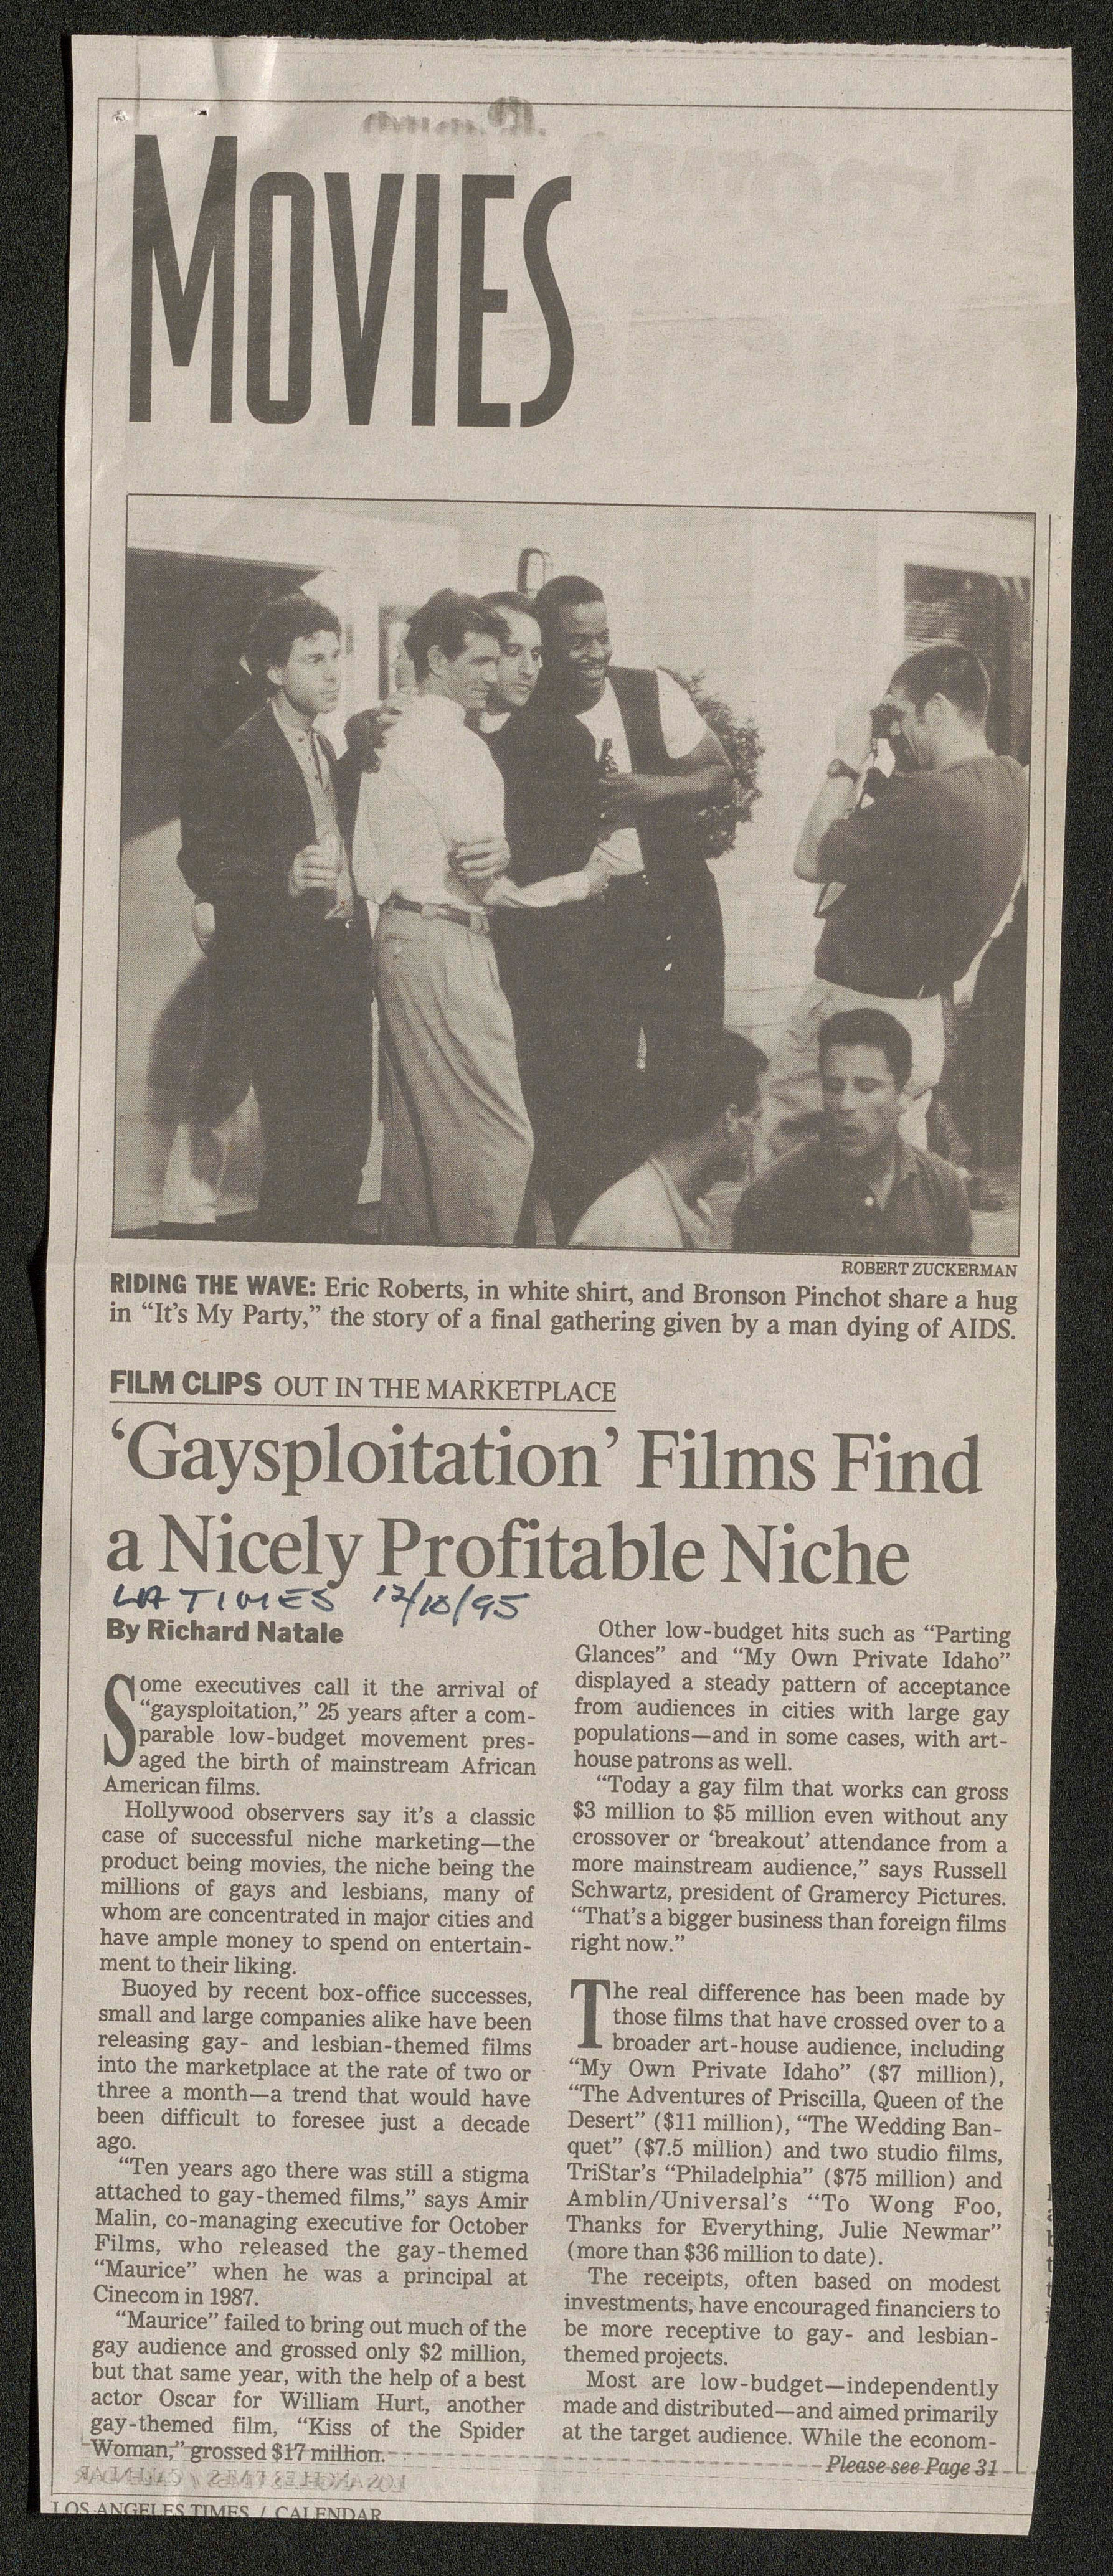 MOVIES
ROBERT ZUCKERMAN
RIDING THE WAVE: Eric Roberts, in white shirt, and Bronson Pinchot share a hug
in “It’s My Party,” the story of a final gathering given by a man dying of AIDS.
FILM CLIPS OUT IN THE MARKETPLACE
‘Gaysploitation’ Films Find
a Nicely Profitable Niche
LA TIMES 12/10/95
By Richard Natale
Some executives call it the arrival of
“gaysploitation,” 25 years after a com-
parable low-budget movement pres-
aged the birth of mainstream African
American films.
Hollywood observers say it’s a classic
case of successful niche marketing—the
product being movies, the niche being the
millions of gays and lesbians, many of
whom are concentrated in major cities and
have ample money to spend on entertain-
ment to their liking.
Buoyed by recent box-office successes,
small and large companies alike have been
releasing gay- and lesbian-themed films
into the marketplace at the rate of two or
three a month—a trend that would have
been difficult to foresee just a decade
ago.
“Ten years ago there was still a stigma
attached to gay-themed films,” says Amir
Malin, co-managing executive for October
Films, who released the gay-themed
“Maurice” when he was a principal at
Cinecom in 1987.
“Maurice” failed to bring out much of the
gay audience and grossed only $2 million,
but that same year, with the help of a best
actor Oscar for William Hurt, another
gay-themed film, “Kiss of the Spider
Woman,” grossed $17 million.
Other low-budget hits such as “Parting
Glances” and “My Own Private Idaho”
displayed a steady pattern of acceptance
from audiences in cities with large gay
populations—and in some cases, with art-
house patrons as well.
“Today a gay film that works can gross
$3 million to $5 million even without any
crossover or ‘breakout’ attendance from a
more mainstream audience,” says Russell
Schwartz, president of Gramercy Pictures.
“That’s a bigger business than foreign films
right now.”
The real difference has been made by
those films that have crossed over to a
broader art-house audience, including
“My Own Private Idaho” ($7 million),
“The Adventures of Priscilla, Queen of the
Desert” ($11 million), “The Wedding Ban-
quet” ($7.5 million) and two studio films,
TriStar’s “Philadelphia” ($75 million) and
Amblin/Universal’s “To Wong Foo,
Thanks for Everything, Julie Newmar”
(more than $36 million to date).
The receipts, often based on modest
investments, have encouraged financiers to
be more receptive to gay- and lesbian-
themed projects.
Most are low-budget—independently
made and distributed—and aimed primarily
at the target audience. While the econom-
Please see Page 31
LOS ANGELES TIMES / CALENDAR